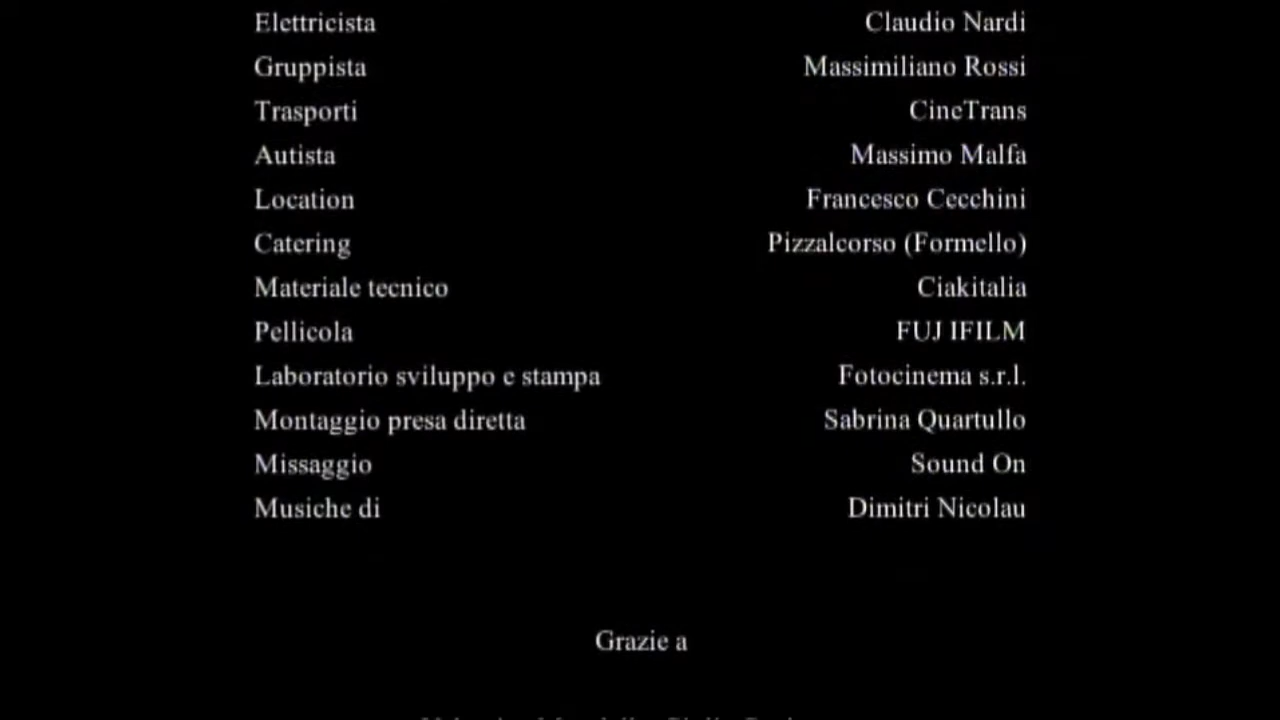 Elettricista Claudio Nardi
Gruppista Massimiliano Rossi
Trasporti CineTrans
Autista Massimo Malfa
Location Francesco Cecchini
Catering Pizzalcorso (Formello)
Materiale tecnico Ciakitalia
Pellicola FUJ IFILM
Laboratorio sviluppo e stampa Fotocinema s.r.l.
Montaggio presa diretta Sabrina Quartullo
Missaggio Sound On
Musiche di Dimitri Nicolau
Grazie a